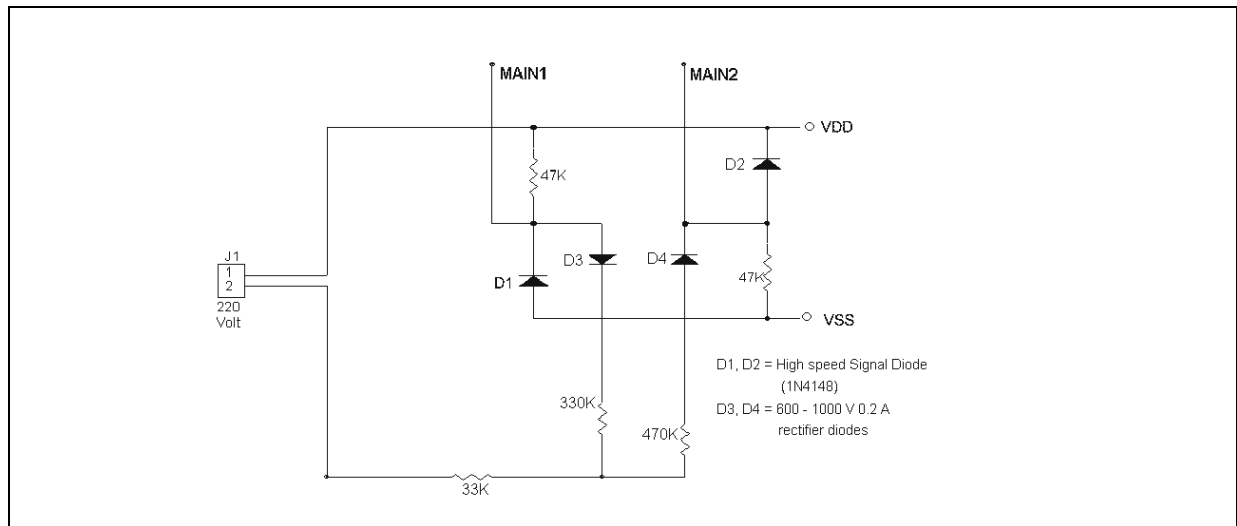 MAIN1
MAIN2
VDD
D2
47K
D3
D4
J1
1
2
220
Volt
D1
47K
VSS
D1, D2 = High speed Signal Diode
(1N4148)
D3, D4 = 600 - 1000 V 0.2 A
rectifier diodes
330K
470K
33K